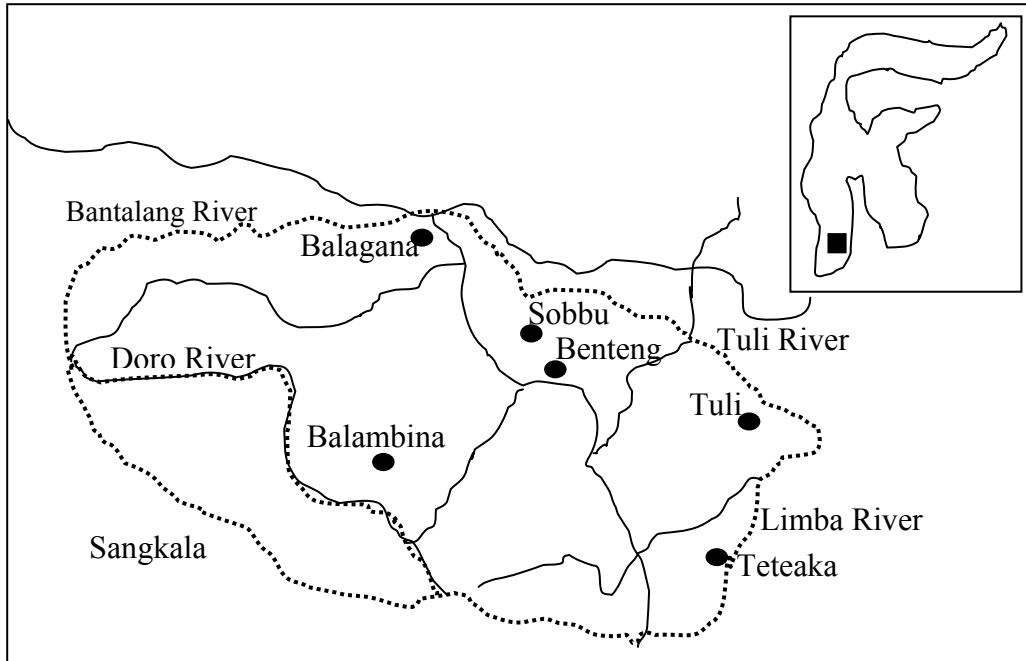 Bantalang River
Balagana
Sobbu
Tuli River
Benteng
Doro River
Tuli
Balambina
Limba River
Sangkala
Teteaka